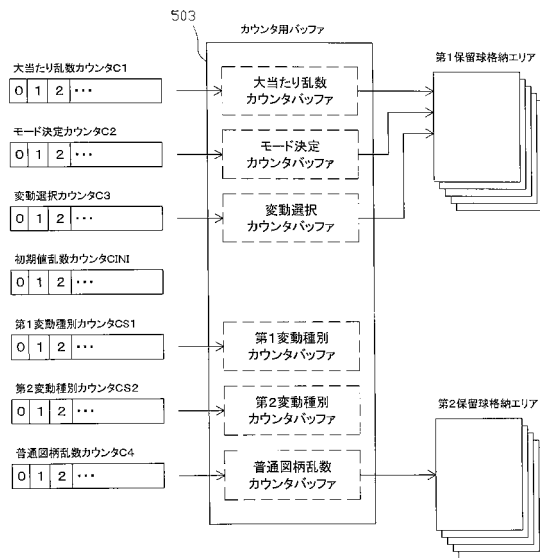 503
カウンタ用バッファ
第1保留球格納エリア
大当たり乱数カウンタC1
0 1 2 ・・・
大当たり乱数
カウンタバッファ
モード決定カウンタC2
0 1 2 ・・・
モード決定
カウンタバッファ
変動選択カウンタC3
0 1 2 ・・・
変動選択
カウンタバッファ
初期値乱数カウンタCINI
0 1 2 ・・・
第1変動種別カウンタCS1
0 1 2 ・・・
第1変動種別
カウンタバッファ
第2変動種別カウンタCS2
0 1 2 ・・・
第2変動種別
カウンタバッファ
第2保留球格納エリア
普通図柄乱数カウンタC4
0 1 2 ・・・
普通図柄乱数
カウンタバッファ